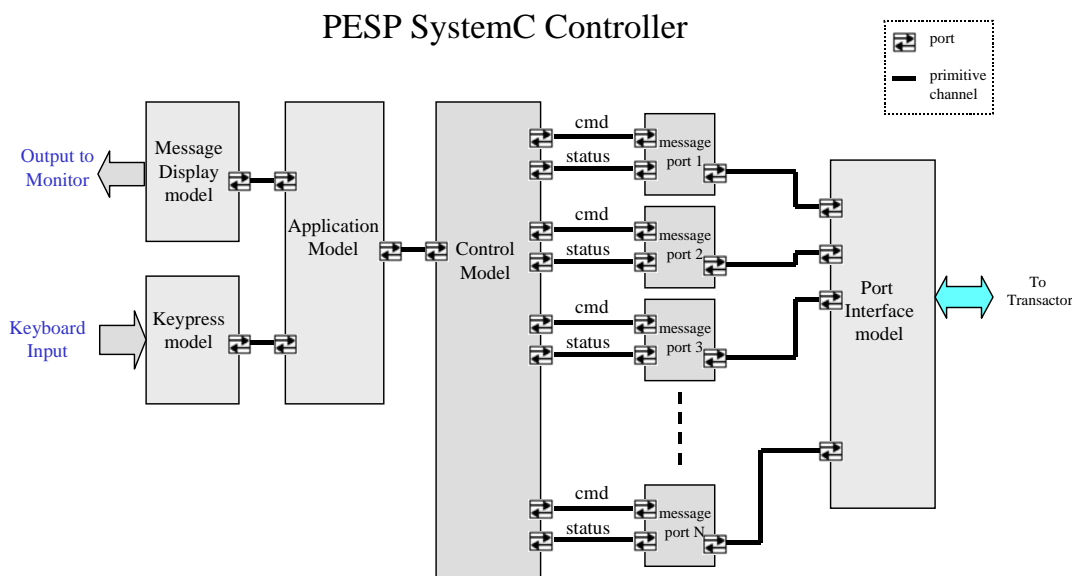 PESP SystemC Controller
port
primitive
channel
Output to
Monitor
Message
Display
model
Keyboard
Input
Keypress
model
Application
Model
Control
Model
cmd
status
message
port 1
cmd
status
message
port 2
cmd
status
message
port 3
cmd
status
message
port N
Port
Interface
model
To
Transactor